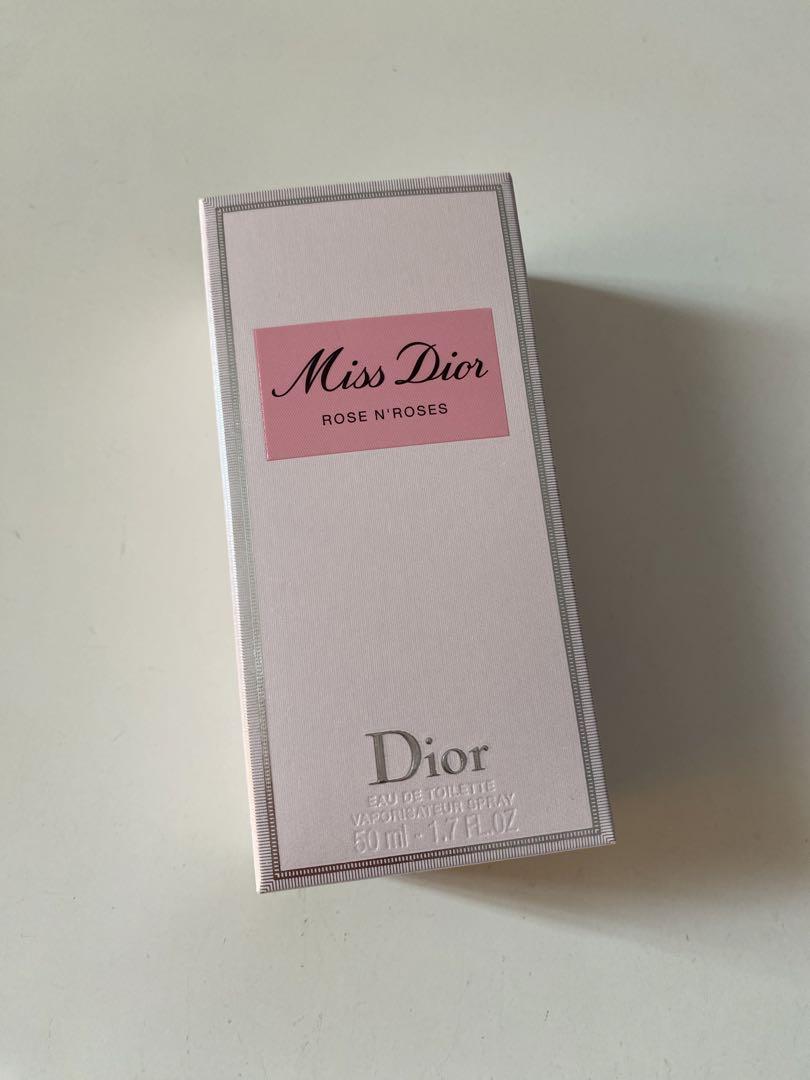 Miss Dior
ROSE N'ROSES
Dior
EAU DE TOILETTE
VAPORISATEUR SPRAY
50 ml - 1.7 FL.OZ